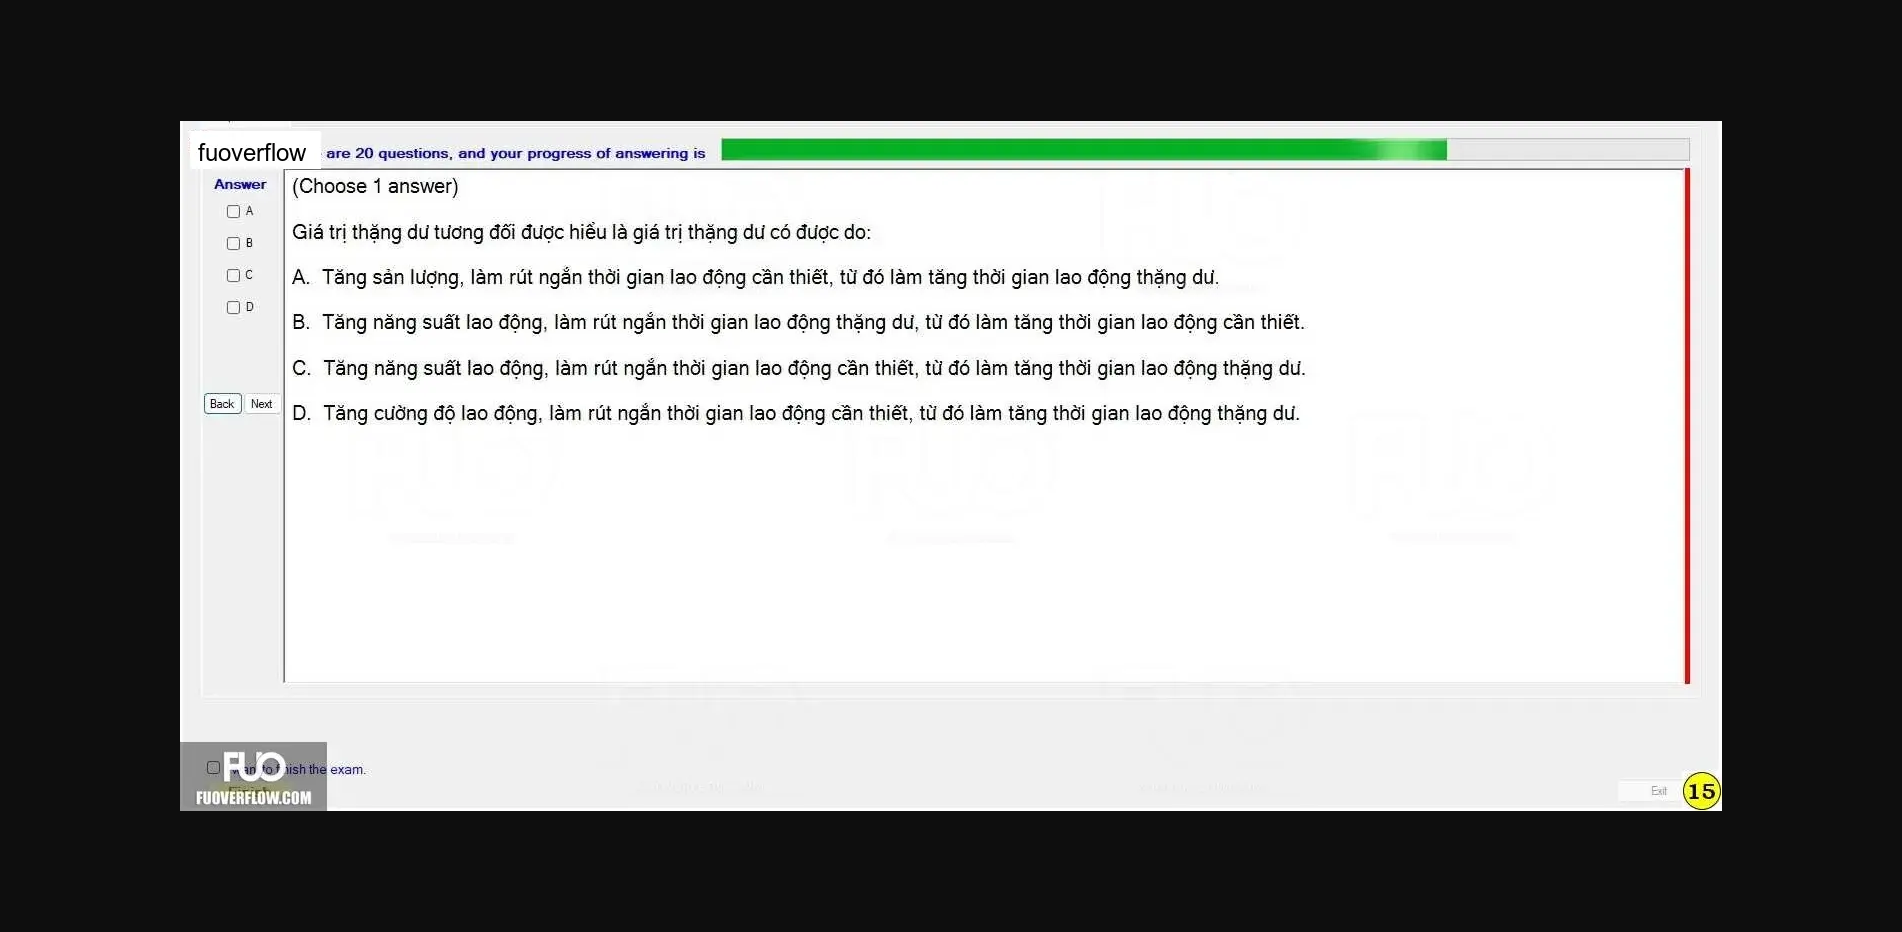 fuoverflow are 20 questions, and your progress of answering is
Answer
(Choose 1 answer)
A
Giá trị thặng dư tương đối được hiểu là giá trị thặng dư có được do:
B
C
A. Tăng sản lượng, làm rút ngắn thời gian lao động cần thiết, từ đó làm tăng thời gian lao động thặng dư.
D
B. Tăng năng suất lao động, làm rút ngắn thời gian lao động thặng dư, từ đó làm tăng thời gian lao động cần thiết.
C. Tăng năng suất lao động, làm rút ngắn thời gian lao động cần thiết, từ đó làm tăng thời gian lao động thặng dư.
Back Next
D. Tăng cường độ lao động, làm rút ngắn thời gian lao động cần thiết, từ đó làm tăng thời gian lao động thặng dư.
FUO
the exam.
FUOVERFLOW.COM
Exit
15